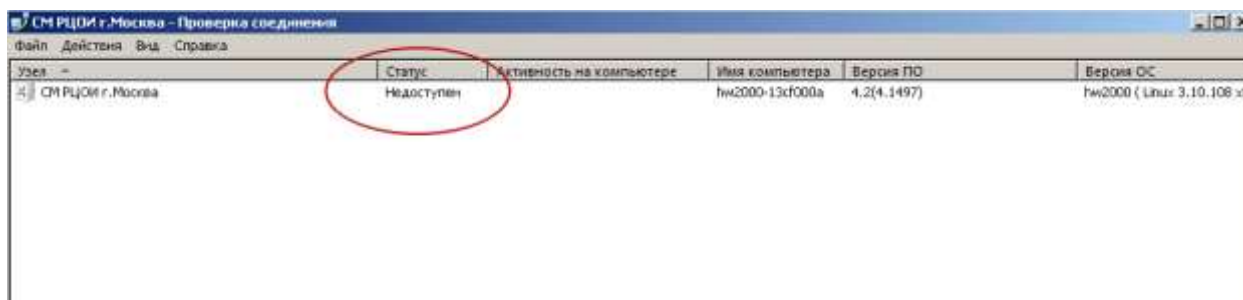 СМ РЦОИ г.Москва - Проверка соединения
Файл Действия Вид Справка
Узел Статус Активность на компьютере Имя компьютера Версия ПО Версия ОС
СМ РЦОИ г.Москва Недоступен hw2000-13cf000a 4.2(4.1497) hw2000 ( Linux 3.10.108 x